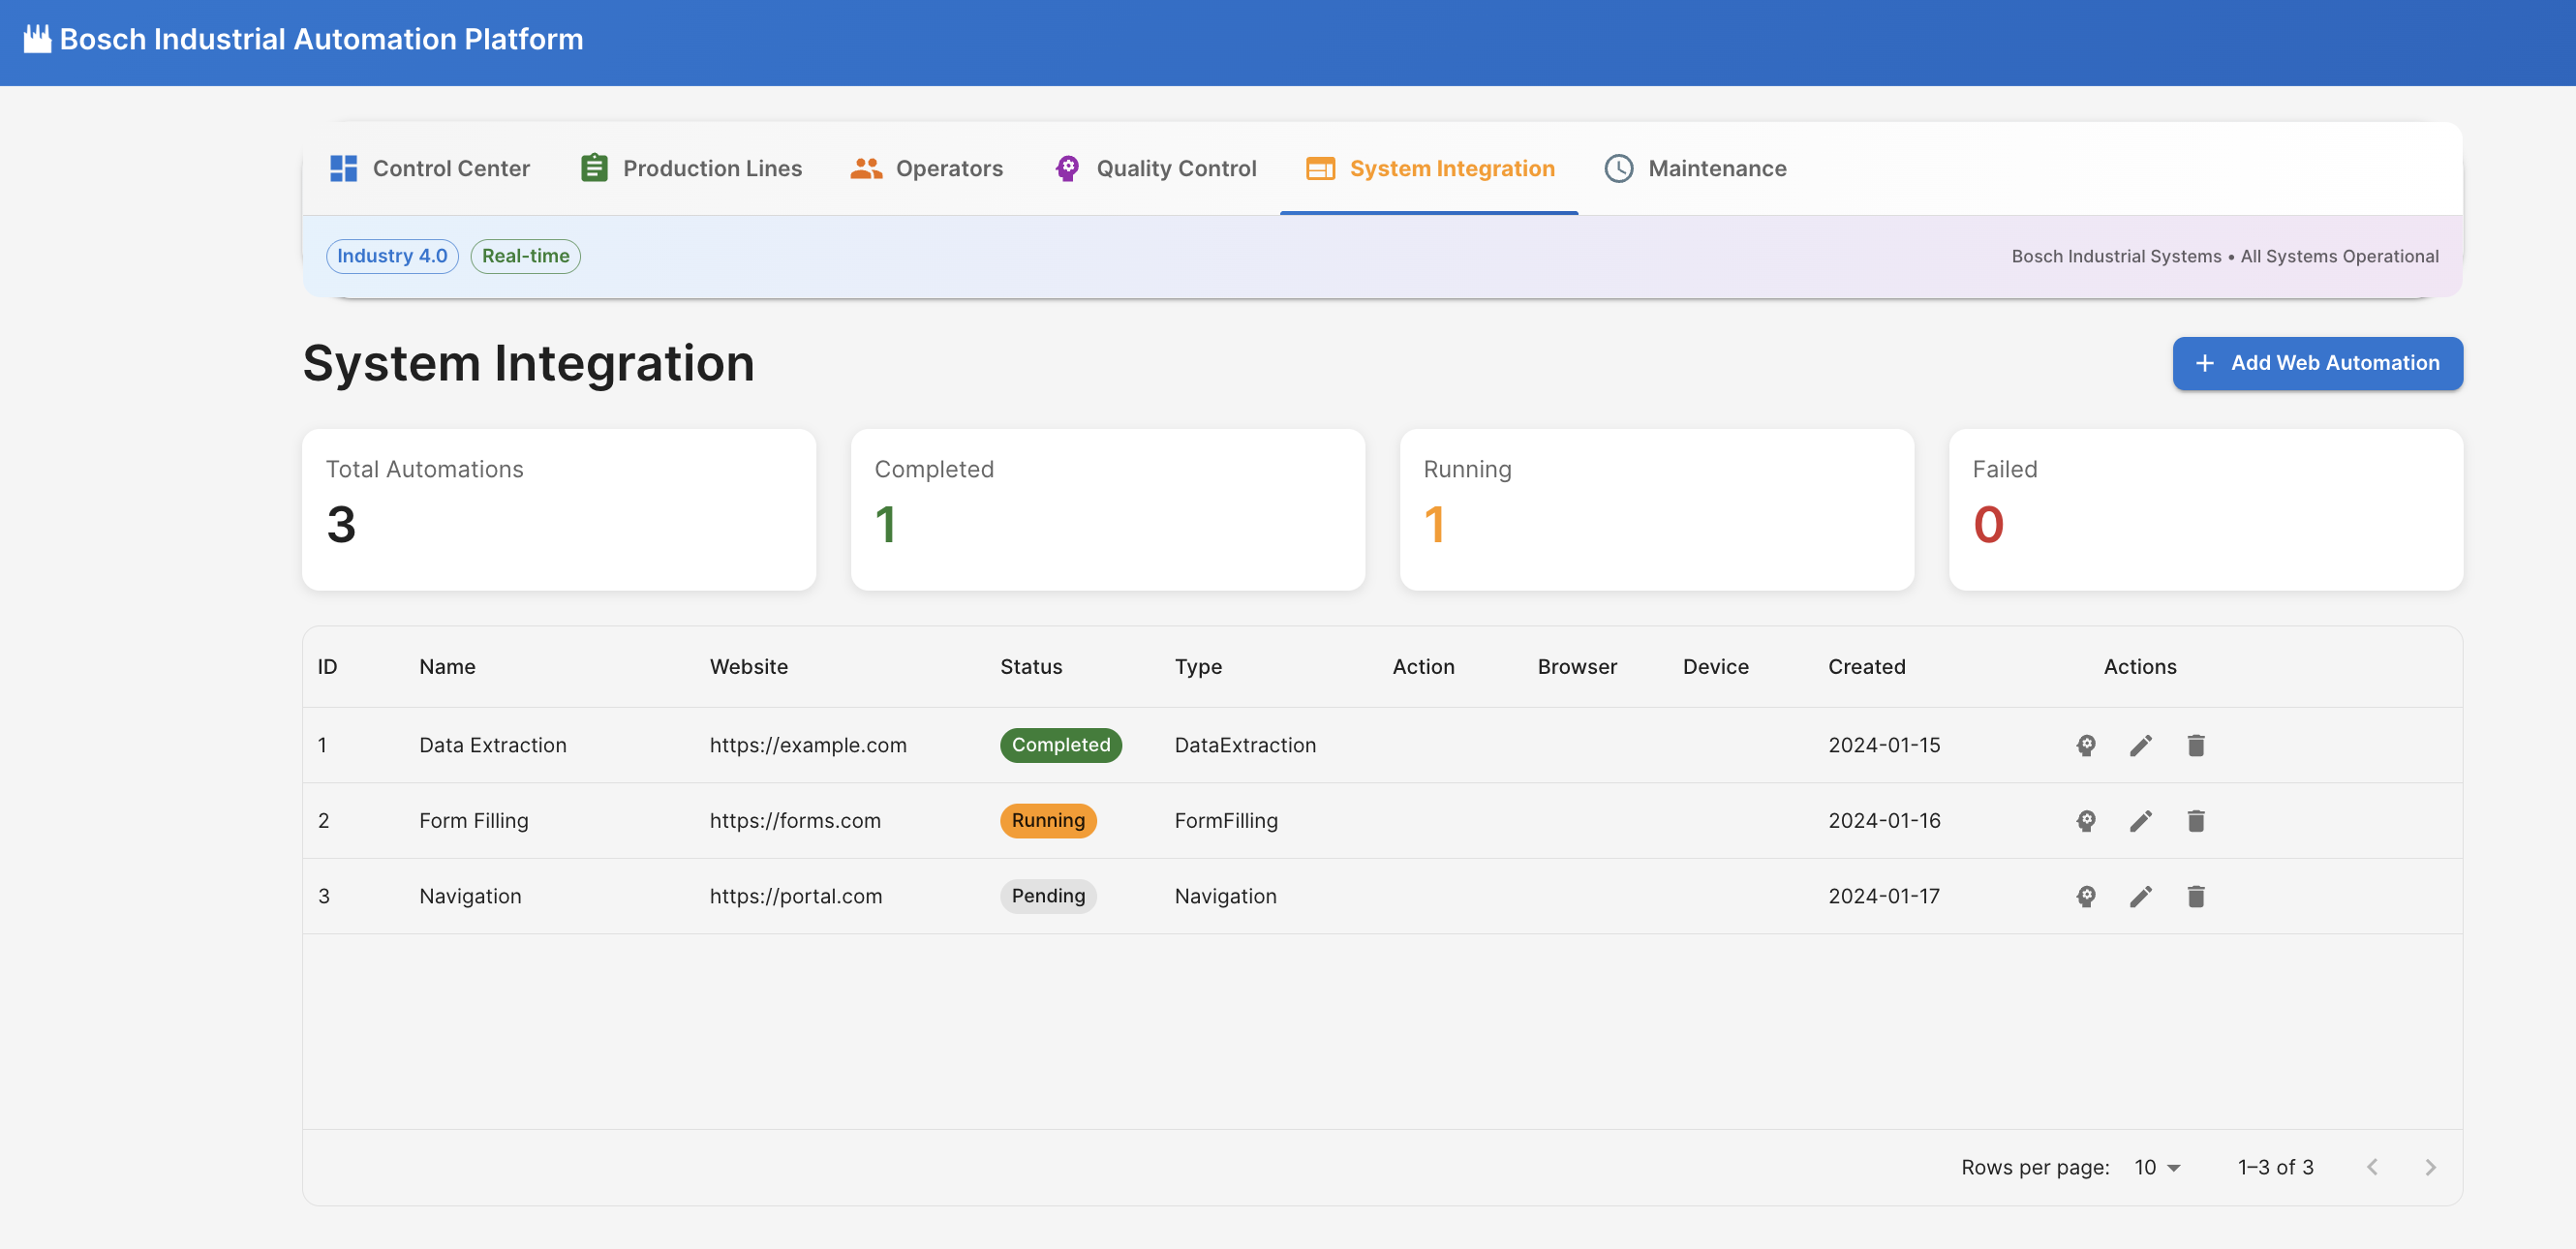 Bosch Industrial Automation Platform
Control Center Production Lines Operators Quality Control System Integration Maintenance
Industry 4.0 Real-time Bosch Industrial Systems • All Systems Operational
System Integration Add Web Automation
Total Automations Completed Running Failed
3 1 1 0
ID Name Website Status Type Action Browser Device Created Actions
1 Data Extraction https://example.com Completed DataExtraction 2024-01-15
2 Form Filling https://forms.com Running FormFilling 2024-01-16
3 Navigation https://portal.com Pending Navigation 2024-01-17
Rows per page: 10 1–3 of 3